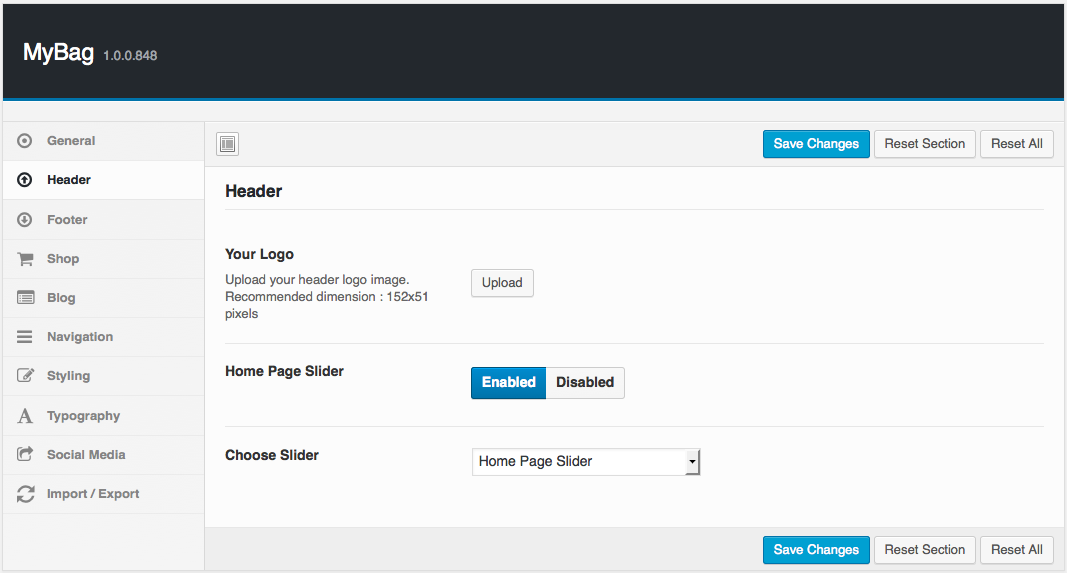 MyBag 1.0.0.848
General
Header
Footer
Shop
Blog
Navigation
Styling
Typography
Social Media
Import / Export
Save Changes Reset Section Reset All
Header
Your Logo
Upload your header logo image.
Recommended dimension : 152x51
pixels
Upload
Home Page Slider
Enabled Disabled
Choose Slider
Home Page Slider
Save Changes Reset Section Reset All